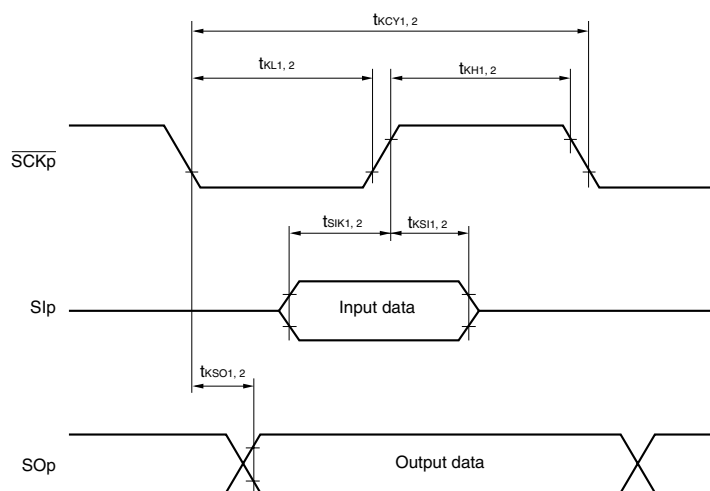 tKCY1, 2
tKL1, 2
tKH1, 2
SCKp
tSIK1, 2
tKSI1, 2
SIp
Input data
tKSO1, 2
SOp
Output data